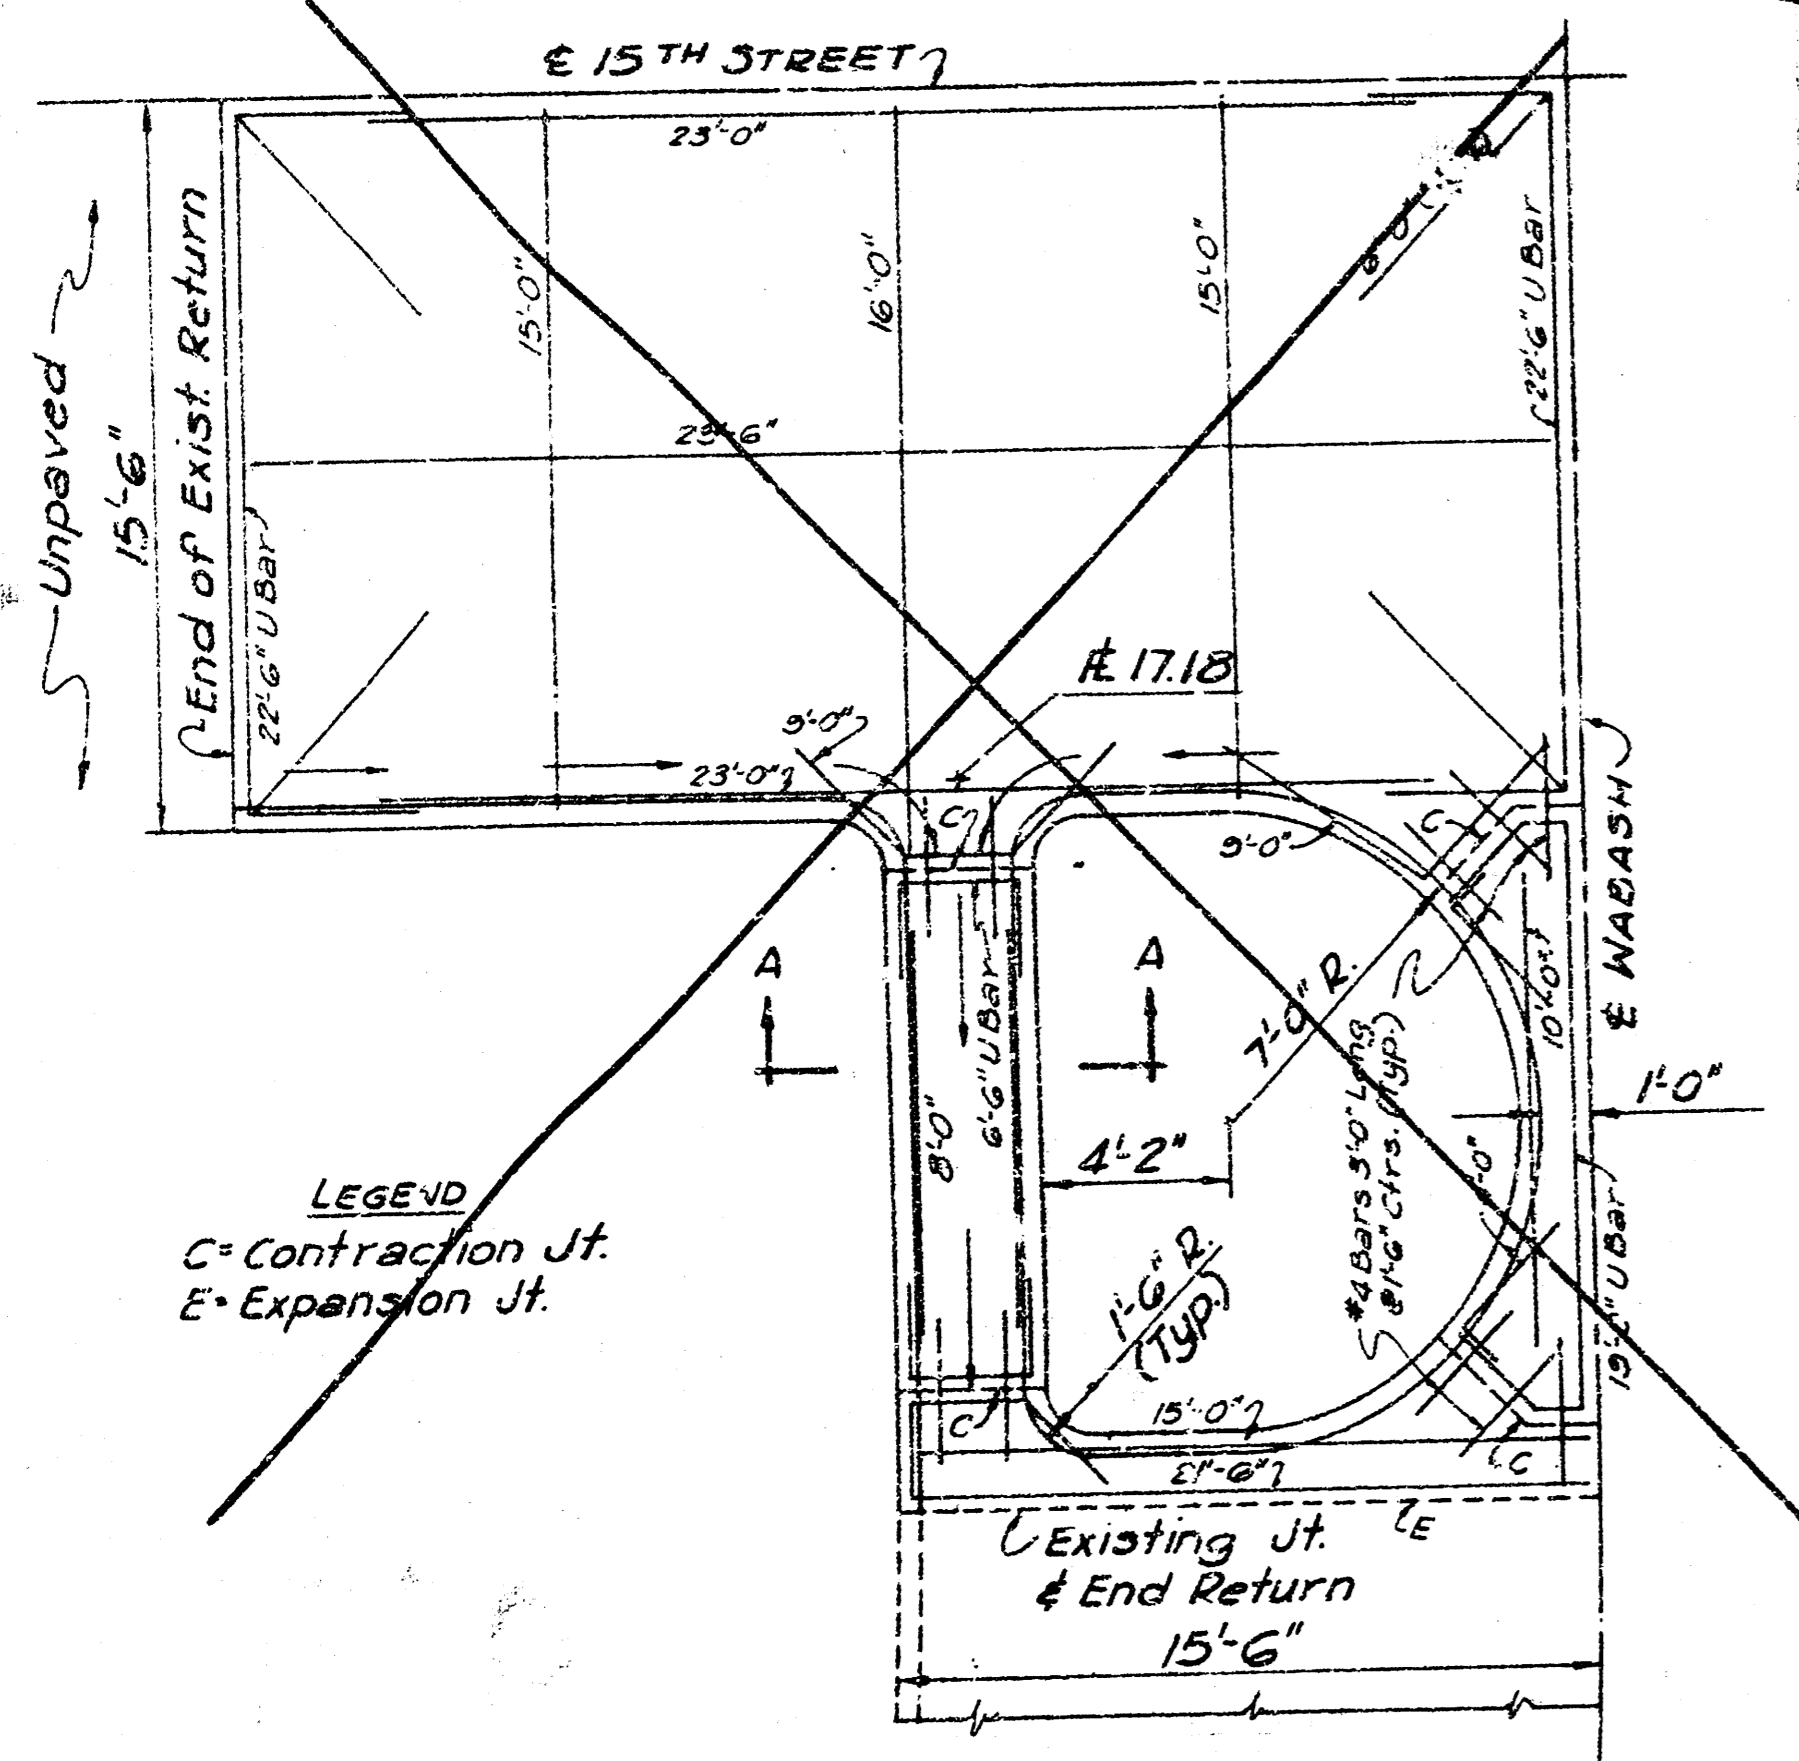 ℄ 15TH STREET
23'-0"
15'-0"
16'-0"
15'-0"
22'-6" U Bar
Unpaved
15'-6"
End of Exist. Return
22'-6" U Bar
23'-6"
17.18
9'-0"
23'-0"
C
9'-0"
C
℄ WABASH
A
A
7'-0" R.
10'-0"
1'-0"
8'-0"
6'-6" U Bar
4'-2"
#4 Bars 3'-0" Long
@ 1'-6" Ctrs. (Typ.)
U Bar
LEGEND
C = Contraction Jt.
E = Expansion Jt.
1'-6" R.
(Typ.)
15'-0"
C
C
E
Existing Jt.
& End Return
15'-6"